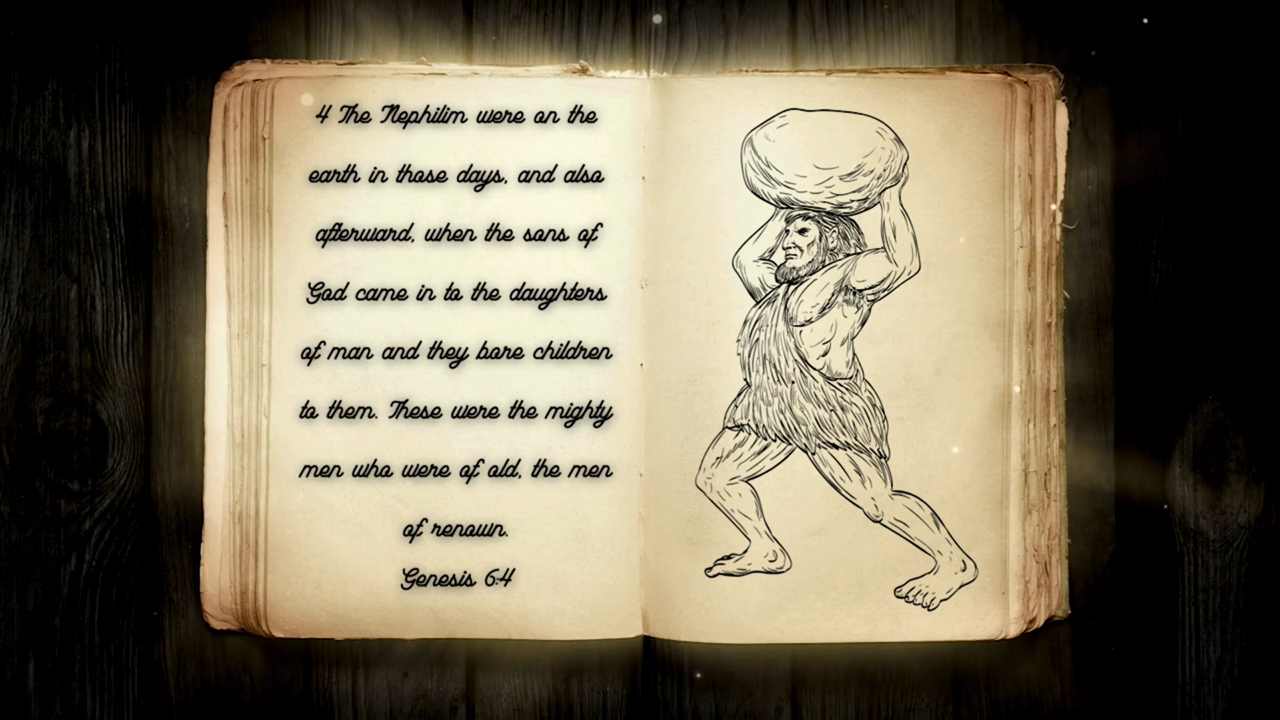 4 The Nephilim were on the
earth in those days, and also
afterward, when the sons of
God came in to the daughters
of man and they bore children
to them. These were the mighty
men who were of old, the men
of renown.
Genesis 6:4